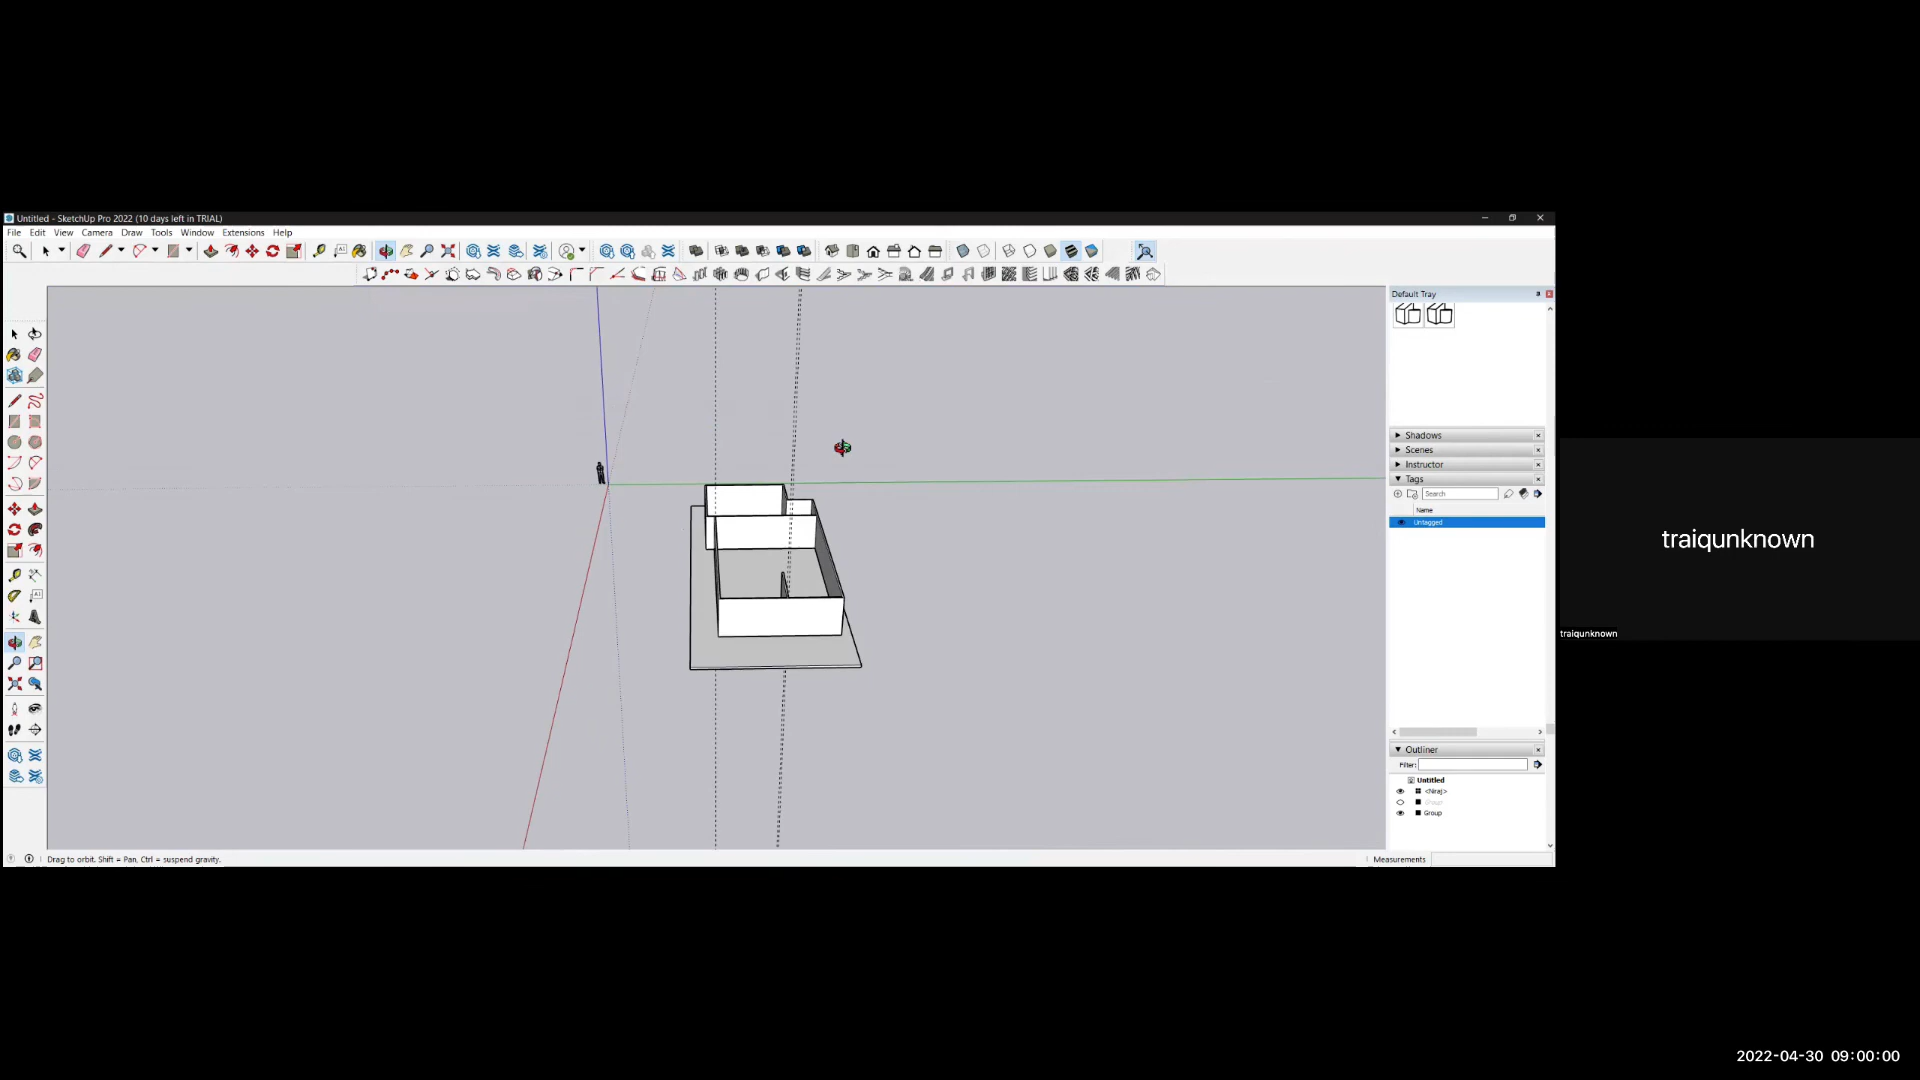 Untitled - SketchUp Pro 2022 (10 days left in TRIAL)
File Edit View Camera Draw Tools Window Extensions Help
Default Tray
Shadows
Scenes
Instructor
Tags
Search
Name
Untagged
Outliner
Filter:
Untitled
<Niraj>
Group
Group
Drag to orbit. Shift = Pan, Ctrl = suspend gravity.
Measurements
traiqunknown
traiqunknown
2022-04-30 09:00:00